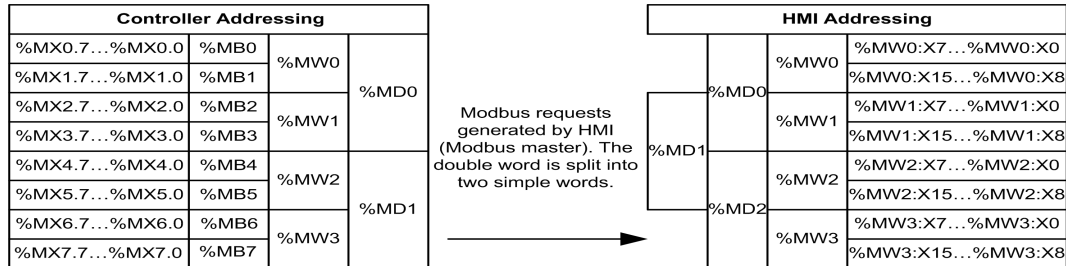 Controller Addressing
%MX0.7...%MX0.0 %MB0 %MW0 %MD0
%MX1.7...%MX1.0 %MB1
%MX2.7...%MX2.0 %MB2 %MW1
%MX3.7...%MX3.0 %MB3
%MX4.7...%MX4.0 %MB4 %MW2 %MD1
%MX5.7...%MX5.0 %MB5
%MX6.7...%MX6.0 %MB6 %MW3
%MX7.7...%MX7.0 %MB7
Modbus requests
generated by HMI
(Modbus master). The
double word is split into
two simple words.
HMI Addressing
%MD0 %MW0 %MW0:X7...%MW0:X0
%MW0:X15...%MW0:X8
%MD1 %MW1 %MW1:X7...%MW1:X0
%MW1:X15...%MW1:X8
%MD2 %MW2 %MW2:X7...%MW2:X0
%MW2:X15...%MW2:X8
%MW3 %MW3:X7...%MW3:X0
%MW3:X15...%MW3:X8